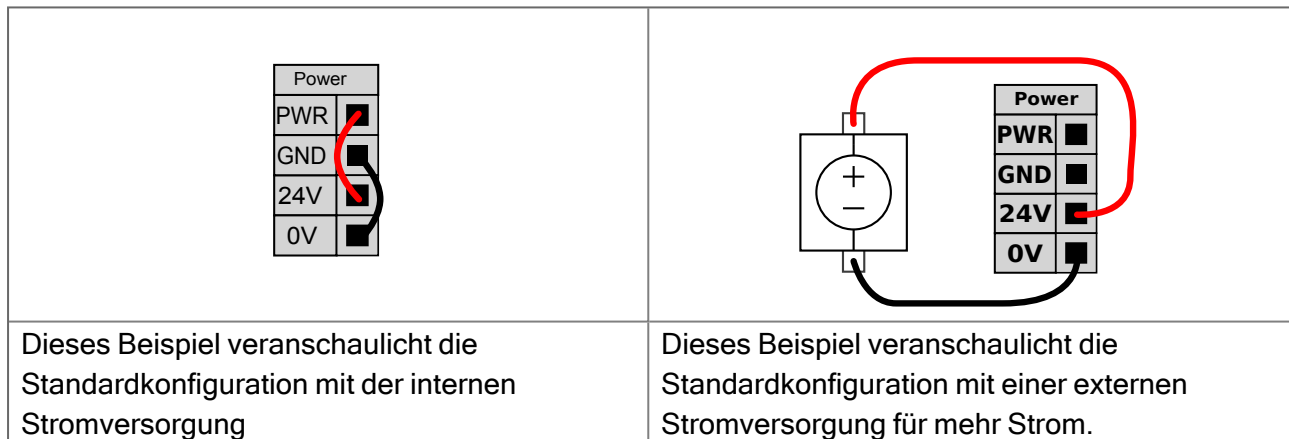 Power
PWR
GND
24V
0V
Power
PWR
GND
24V
0V
+
−
Dieses Beispiel veranschaulicht die
Standardkonfiguration mit der internen
Stromversorgung
Dieses Beispiel veranschaulicht die
Standardkonfiguration mit einer externen
Stromversorgung für mehr Strom.